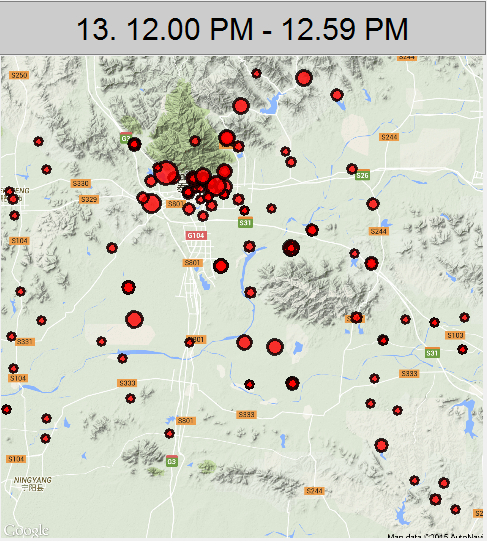 13. 12.00 PM - 12.59 PM
S244
S250
S244
S26
S330
S329
S801
S31
S104
G104
S244
S801
S331
S801
S103
S31
S104
S333
S333
S333
S801
G3
S104
NINGYANG
宁阳县
S244
Google
Map data ©2015 AutoNavi